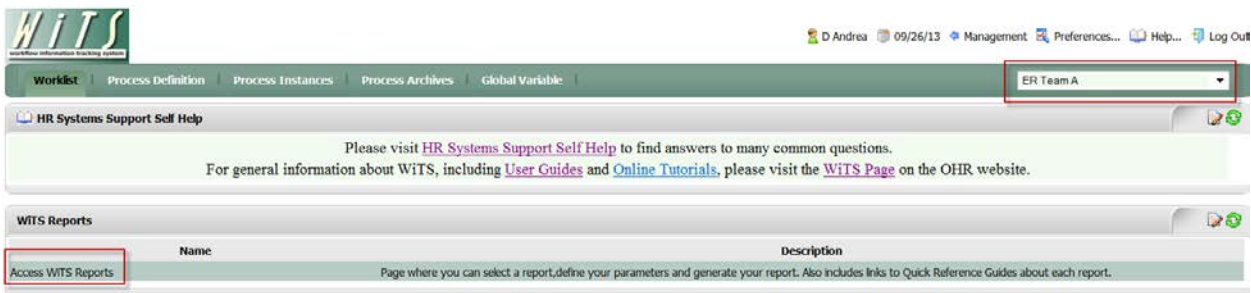 WiTS
workflow information tracking system
D Andrea 09/26/13 Management Preferences... Help... Log Out
Worklist Process Definition Process Instances Process Archives Global Variable ER Team A
HR Systems Support Self Help
Please visit HR Systems Support Self Help to find answers to many common questions.
For general information about WiTS, including User Guides and Online Tutorials, please visit the WiTS Page on the OHR website.
WiTS Reports
Name Description
Access WiTS Reports Page where you can select a report,define your parameters and generate your report. Also includes links to Quick Reference Guides about each report.